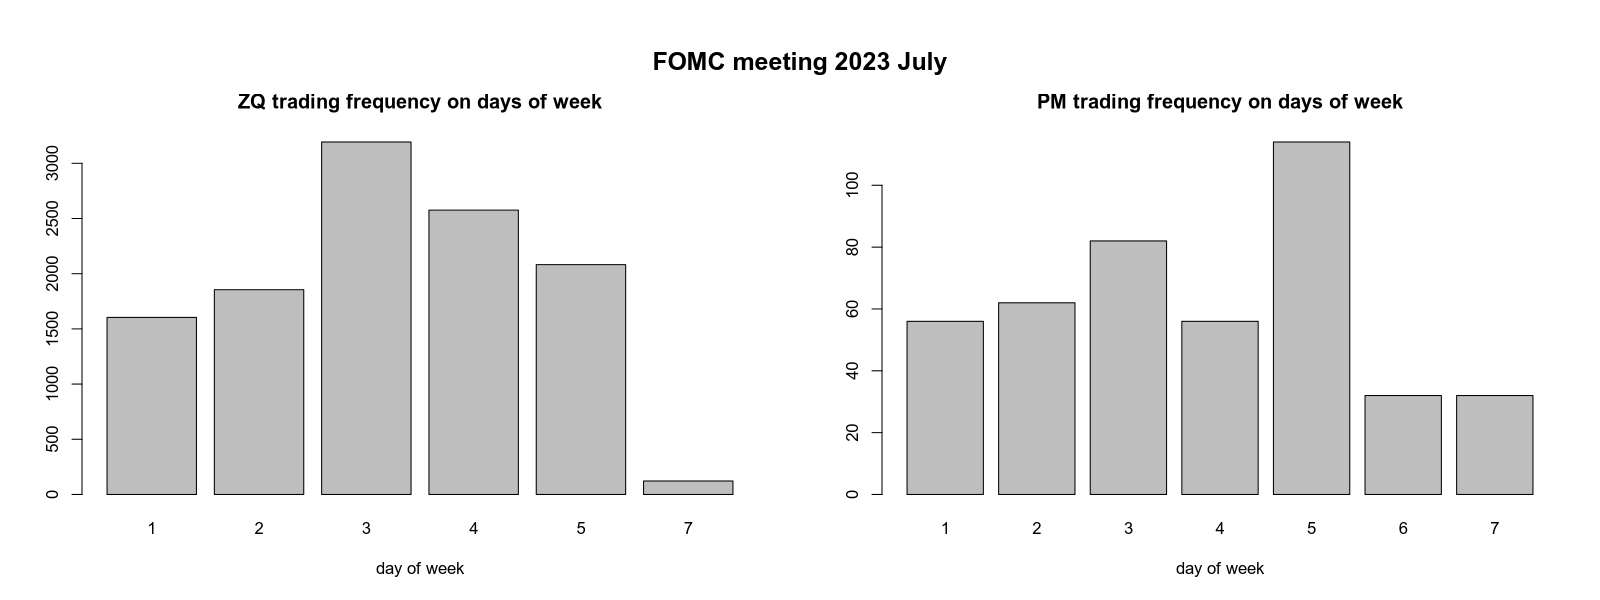 FOMC meeting 2023 July
ZQ trading frequency on days of week
3000
2500
2000
1500
1000
500
0
1 2 3 4 5 7
day of week
PM trading frequency on days of week
100
80
60
40
20
0
1 2 3 4 5 6 7
day of week